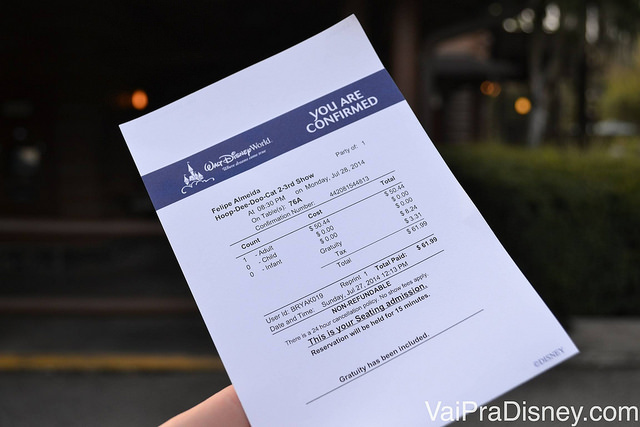 Walt Disney World.
Where dreams come true
YOU ARE
CONFIRMED
Felipe Almeida Party of: 1
Hoop-Dee-Doo-Cat 2-3rd Show
At 08:30 PM on Monday, Jul 28, 2014
On Table(s): 76A
Confirmation Number: 442081544813
Count Cost Total
1 - Adult $ 50.44 $ 50.44
0 - Child $ 0.00 $ 0.00
0 - Infant $ 0.00 $ 0.00
Gratuity $ 8.24
Tax $ 3.31
Total $ 61.99
Reprint 1 Total Paid: $ 61.99
User Id: BRYAK018
Date and Time: Sunday, Jul 27, 2014 12:13 PM
NON-REFUNDABLE
There is a 24 hour cancellation policy. No show fees apply.
This is your Seating admission.
Reservation will be held for 15 minutes.
Gratuity has been included.
©DISNEY
VaiPraDisney.com